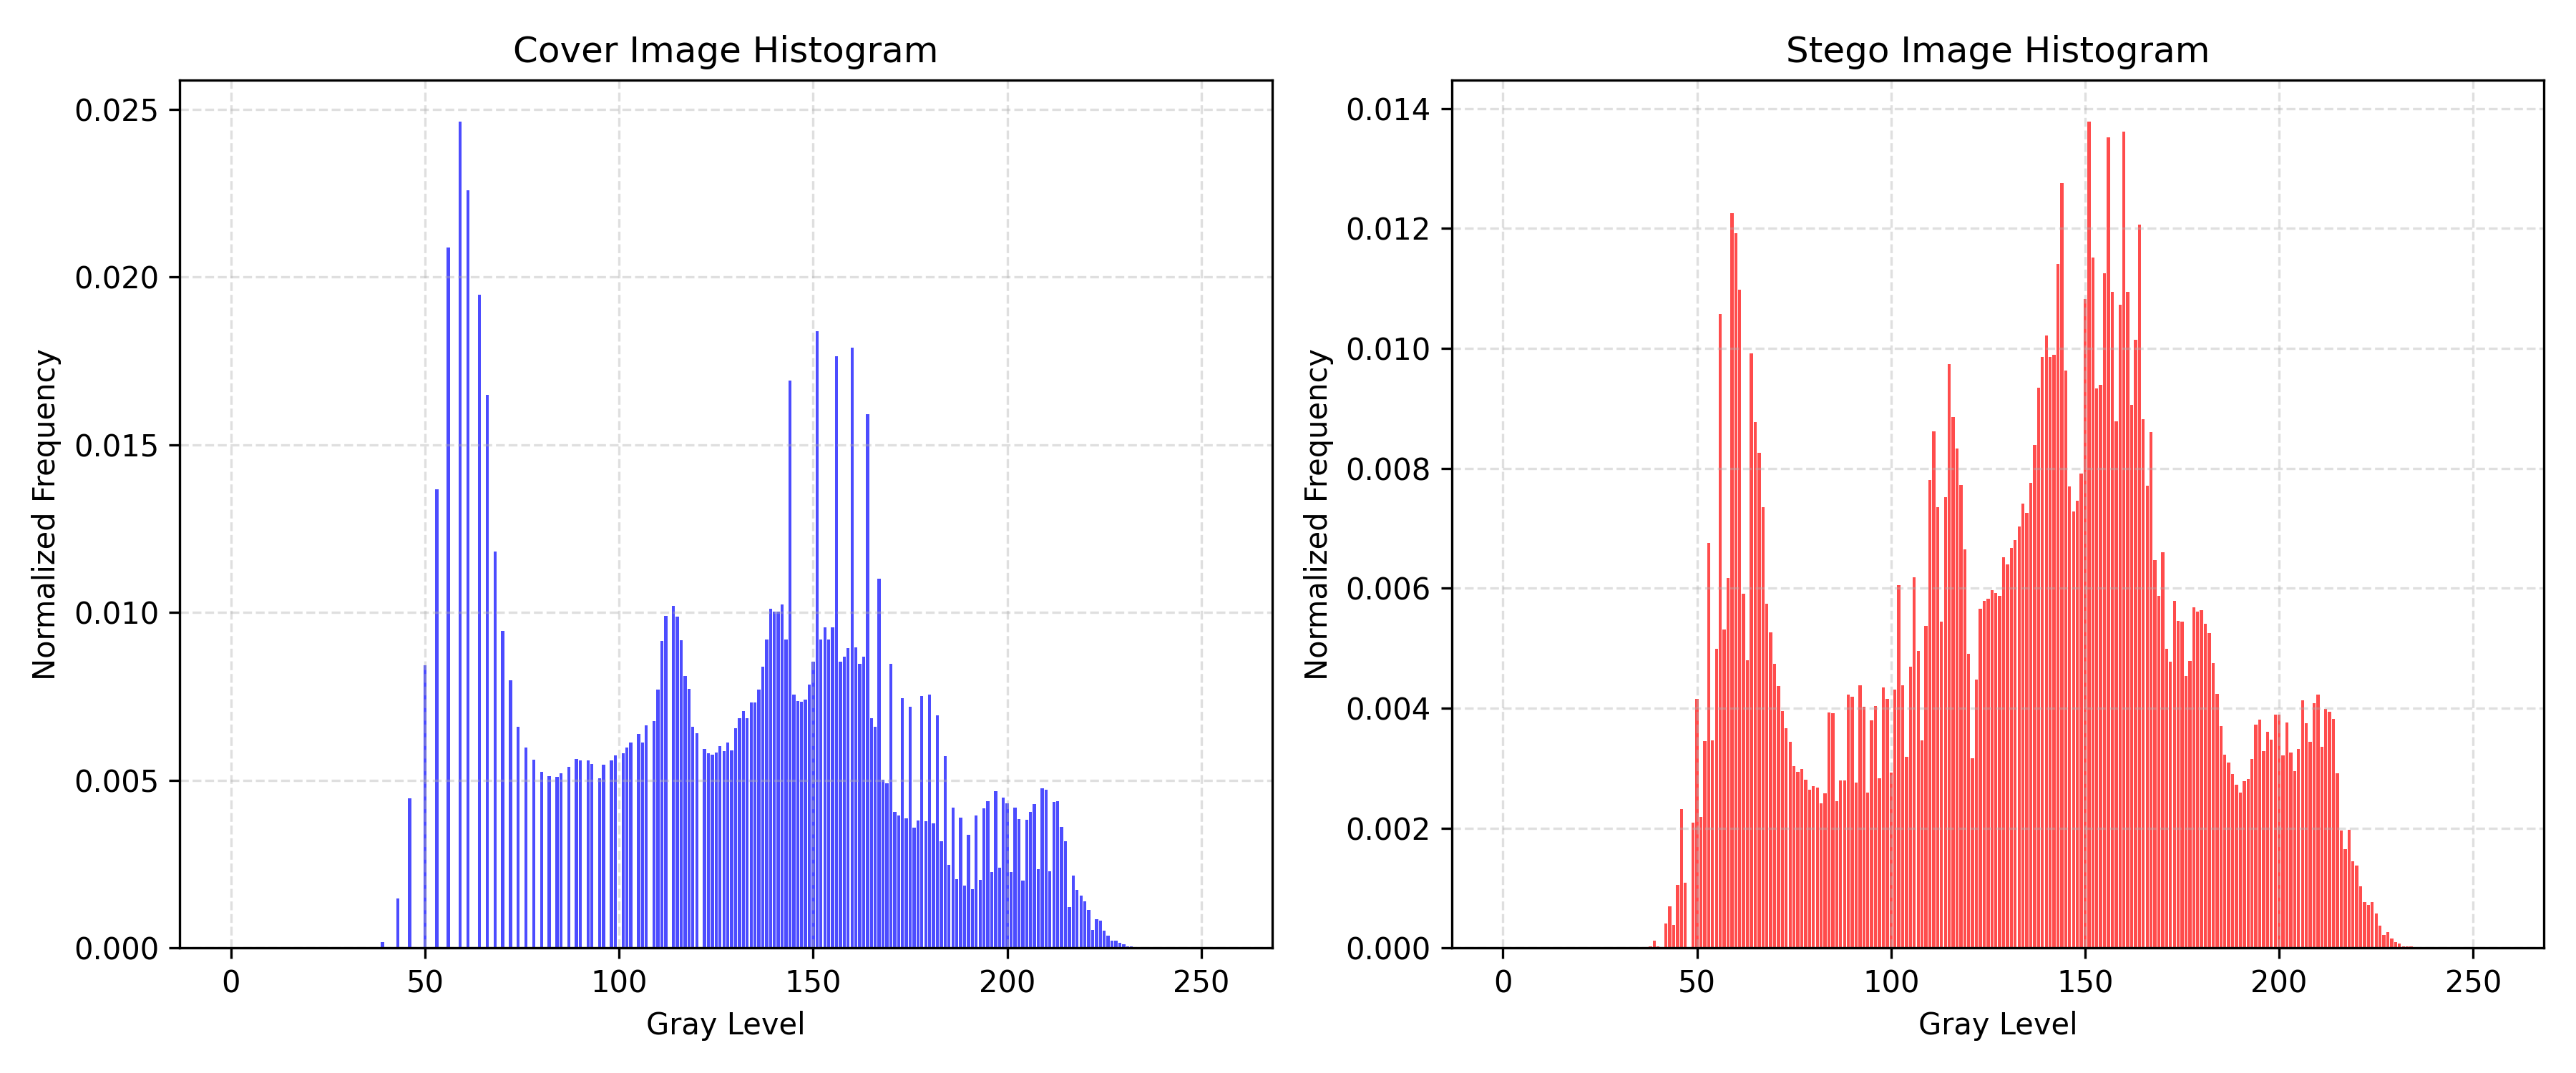 Cover Image Histogram
Normalized Frequency
0.025
0.020
0.015
0.010
0.005
0.000
0 50 100 150 200 250
Gray Level
Stego Image Histogram
Normalized Frequency
0.014
0.012
0.010
0.008
0.006
0.004
0.002
0.000
0 50 100 150 200 250
Gray Level